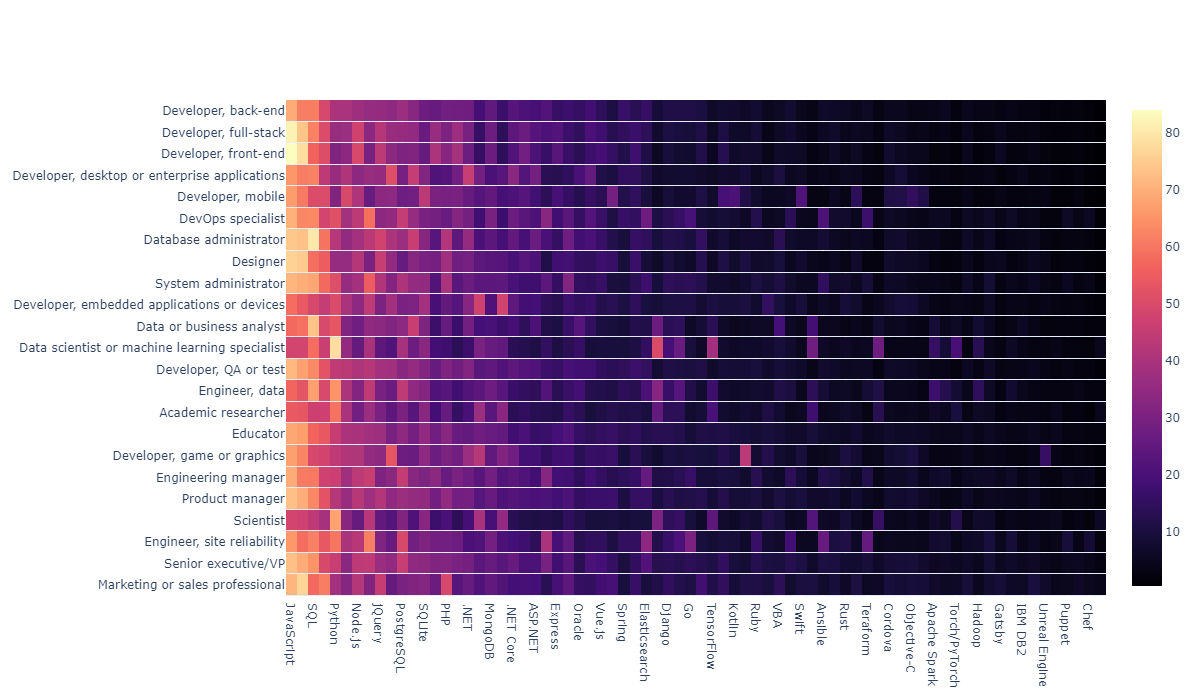 Developer, back-end
Developer, full-stack
Developer, front-end
Developer, desktop or enterprise applications
Developer, mobile
DevOps specialist
Database administrator
Designer
System administrator
Developer, embedded applications or devices
Data or business analyst
Data scientist or machine learning specialist
Developer, QA or test
Engineer, data
Academic researcher
Educator
Developer, game or graphics
Engineering manager
Product manager
Scientist
Engineer, site reliability
Senior executive/VP
Marketing or sales professional
JavaScript
SQL
Python
Node.js
jQuery
PostgreSQL
SQLite
PHP
.NET
MongoDB
.NET Core
ASP.NET
Express
Oracle
Vue.js
Spring
Elasticsearch
Django
Go
TensorFlow
Kotlin
Ruby
VBA
Swift
Ansible
Rust
Teraform
Cordova
Objective-C
Apache Spark
Torch/PyTorch
Hadoop
Gatsby
IBM DB2
Unreal Engine
Puppet
Chef
80
70
60
50
40
30
20
10